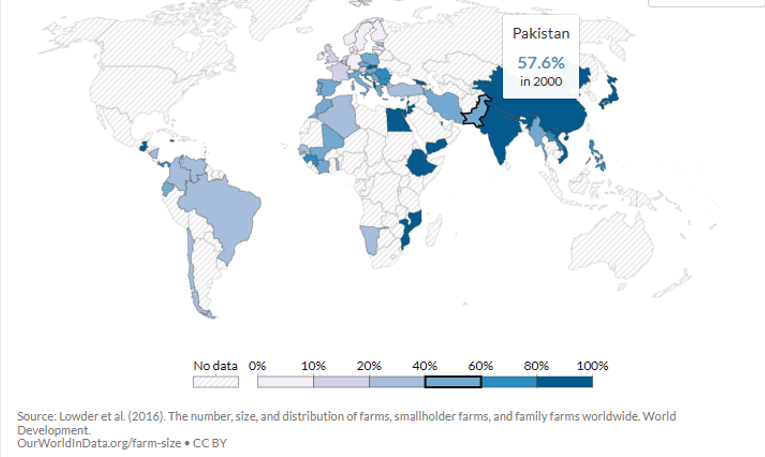 Pakistan
57.6%
in 2000
No data 0% 10% 20% 40% 60% 80% 100%
Source: Lowder et al. (2016). The number, size, and distribution of farms, smallholder farms, and family farms worldwide. World
Development.
OurWorldInData.org/farm-size • CC BY